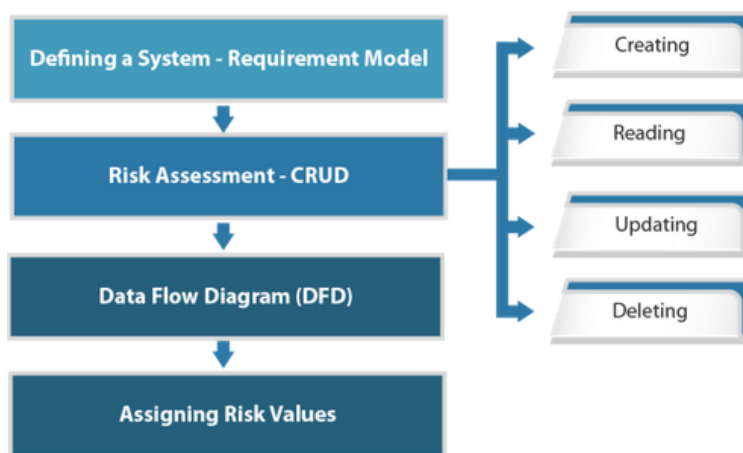 Defining a System - Requirement Model
Risk Assessment - CRUD
Data Flow Diagram (DFD)
Assigning Risk Values
Creating
Reading
Updating
Deleting